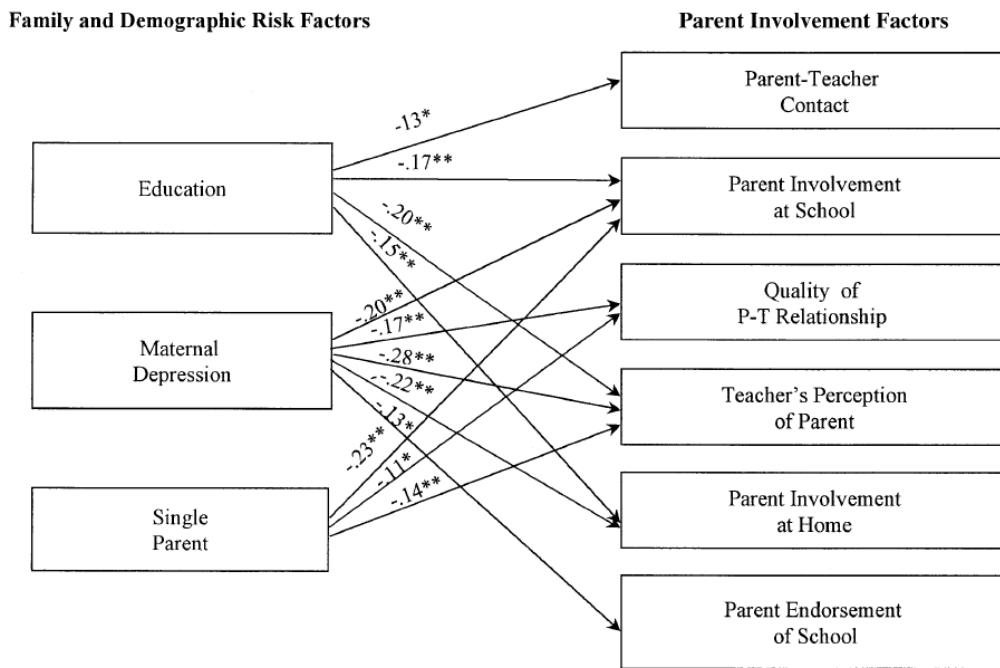 Family and Demographic Risk Factors
Parent Involvement Factors
Parent-Teacher
Contact
-13*
-.17**
Education
Parent Involvement
at School
-.20**
-.15**
Quality of
P-T Relationship
-.20**
-.17**
Maternal
Depression
-.28**
--.22**
Teacher's Perception
of Parent
-.13*
-.23**
-.11*
-.14**
Single
Parent
Parent Involvement
at Home
Parent Endorsement
of School